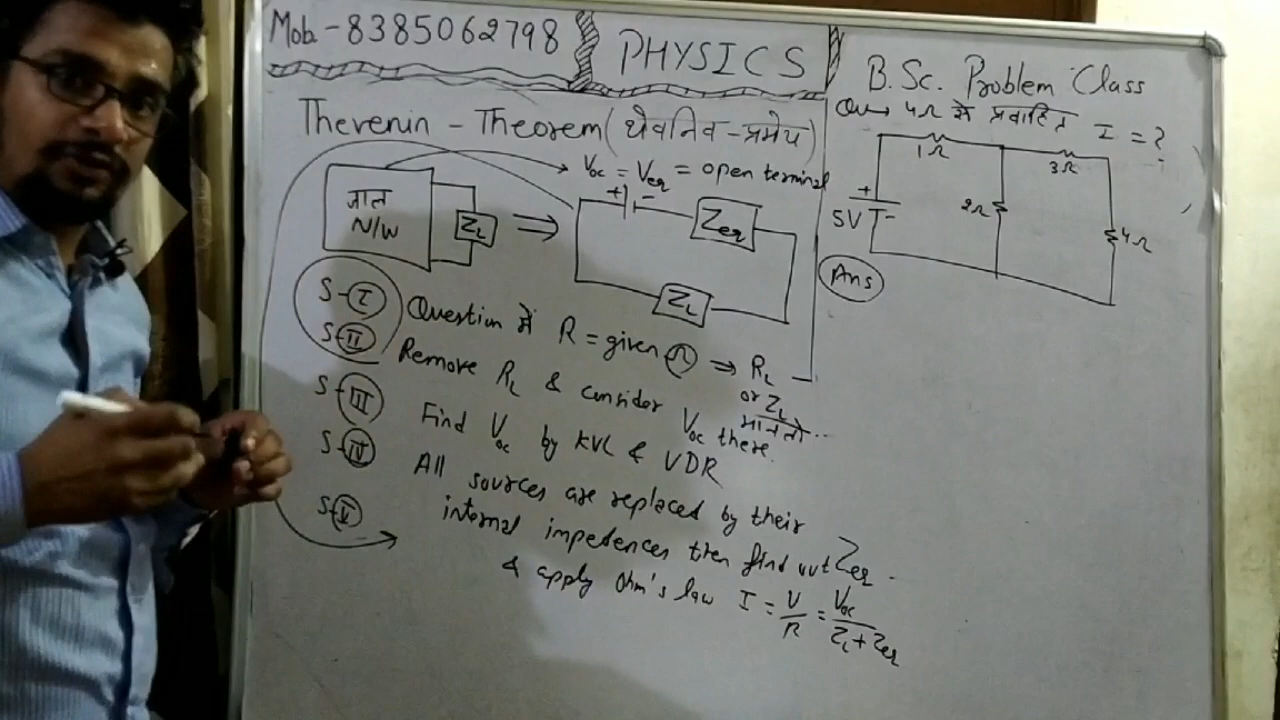 Mob. - 8385062798
PHYSICS
B.Sc. Problem Class
Thevenin - Theorem (थेवनिन - प्रमेय)
Voc = Veq = open terminal
जाल
N/W
ZL
+ -
Zeq
ZL
S-I Question में R = given Ω ⇒ RL
or ZL
मान लो...
S-II Remove RL & consider Voc there.
S-III Find Voc by KVL & VDR
S-IV All sources are replaced by their
internal impedences then find out Zeq.
S-V & apply Ohm's law I = V/R = Voc/ZL+Zeq
Qu → 4Ω में प्रवाहित I = ?
1Ω
3Ω
2Ω
4Ω
+
5V
-
Ans